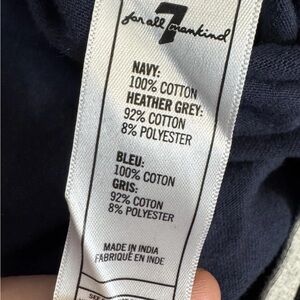 for all 7 mankind
NAVY:
100% COTTON
HEATHER GREY:
92% COTTON
8% POLYESTER
BLEU:
100% COTON
GRIS:
92% COTON
8% POLYESTER
MADE IN INDIA
FABRIQUÉ EN INDE
SEE